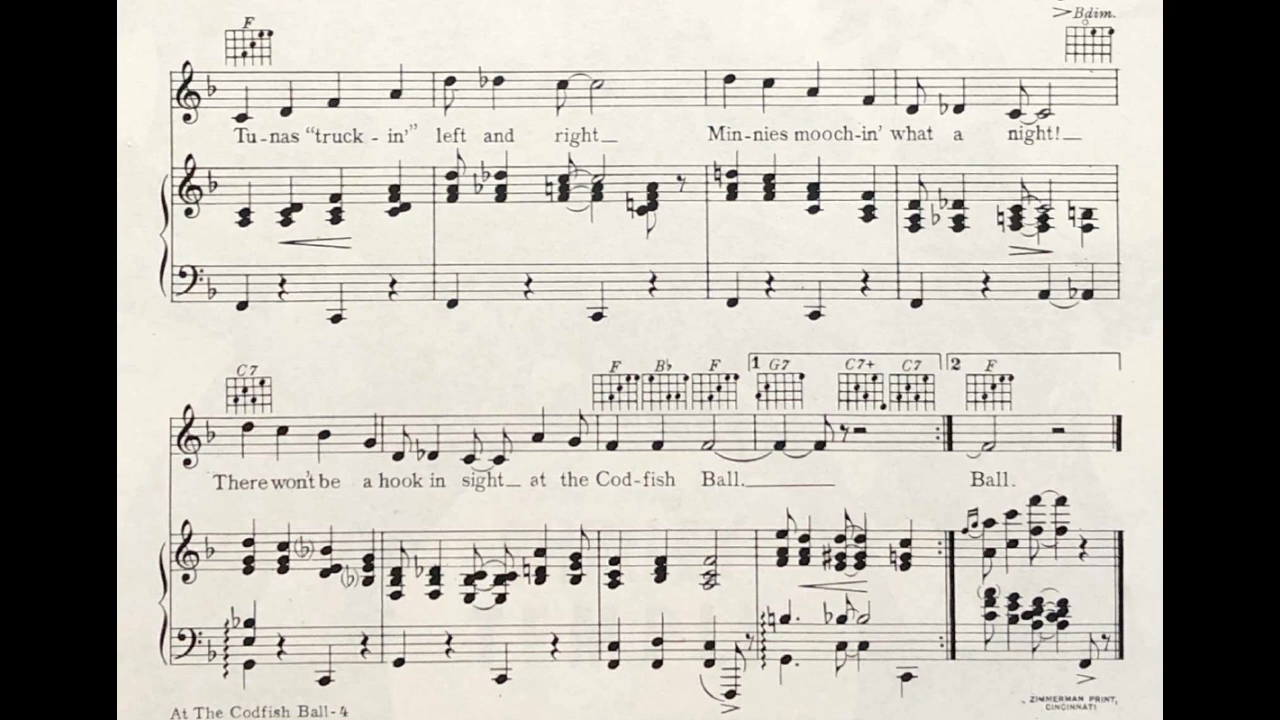 F >Bdim.
Tu-nas "truck-in'" left and right_ Min-nies mooch-in' what a night!_
C7 F B♭ F 1 G7 C7+ C7 2 F
There won't be a hook in sight_ at the Cod-fish Ball.____ Ball.
At The Codfish Ball-4
ZIMMERMAN PRINT,
CINCINNATI